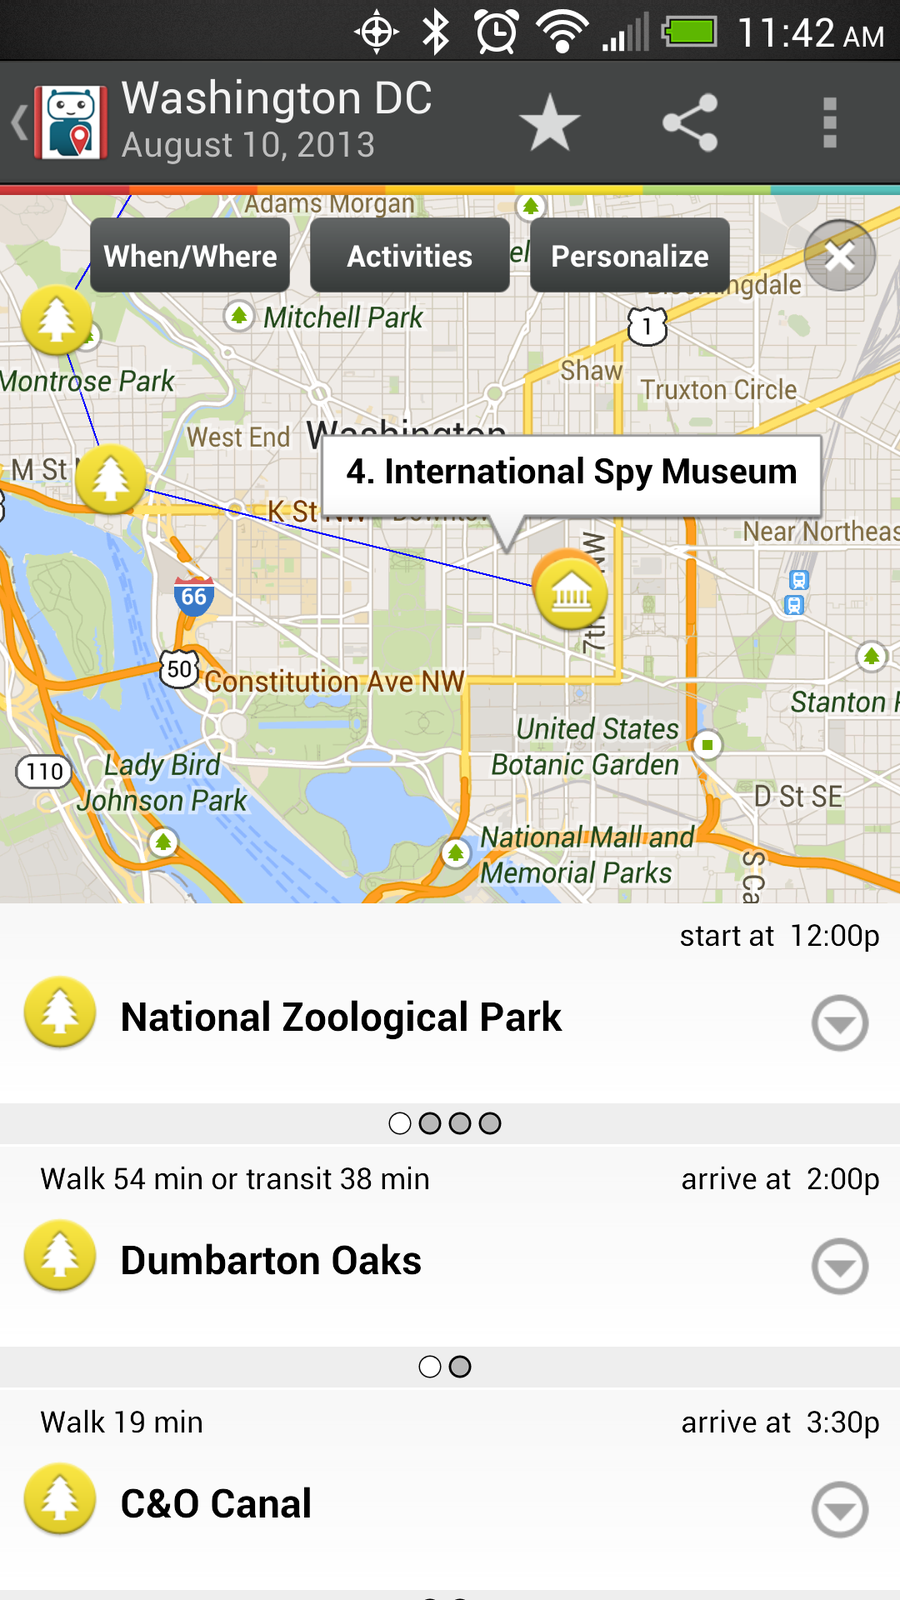 11:42 AM
Washington DC
August 10, 2013
Adams Morgan
When/Where
Activities
Personalize
Mitchell Park
1
Montrose Park
Shaw
Truxton Circle
West End
Washington
M St
4. International Spy Museum
K St NW
Near Northeas
7th NW
66
50
Constitution Ave NW
Stanton
United States
Botanic Garden
110
Lady Bird
Johnson Park
D St SE
National Mall and
Memorial Parks
S Ca
start at 12:00p
National Zoological Park
Walk 54 min or transit 38 min
arrive at 2:00p
Dumbarton Oaks
Walk 19 min
arrive at 3:30p
C&O Canal